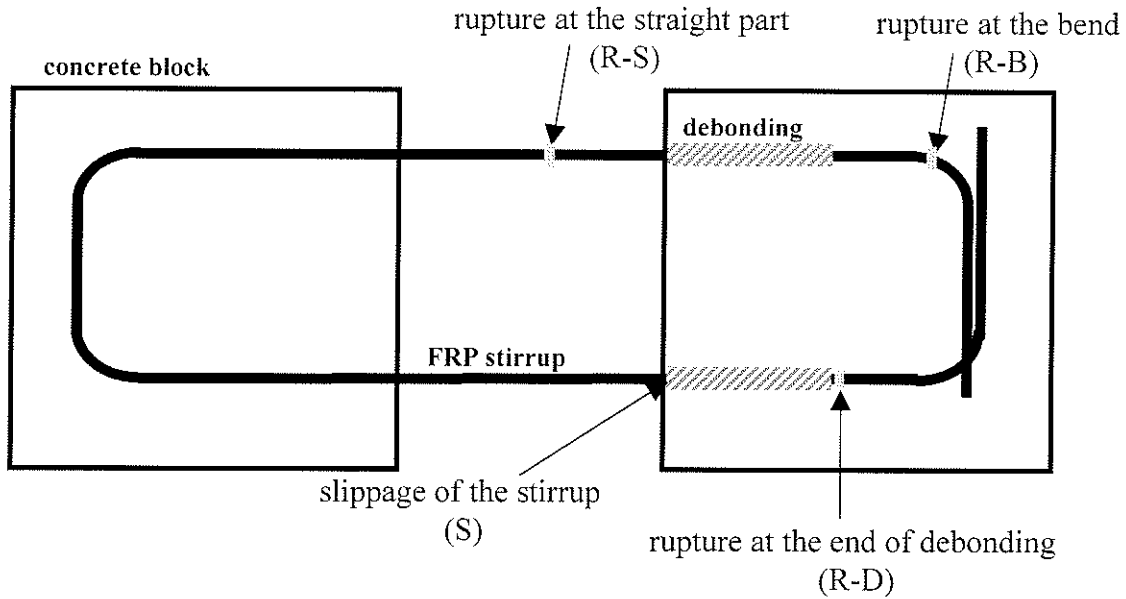 rupture at the straight part
(R-S)
rupture at the bend
(R-B)
concrete block
debonding
FRP stirrup
slippage of the stirrup
(S)
rupture at the end of debonding
(R-D)